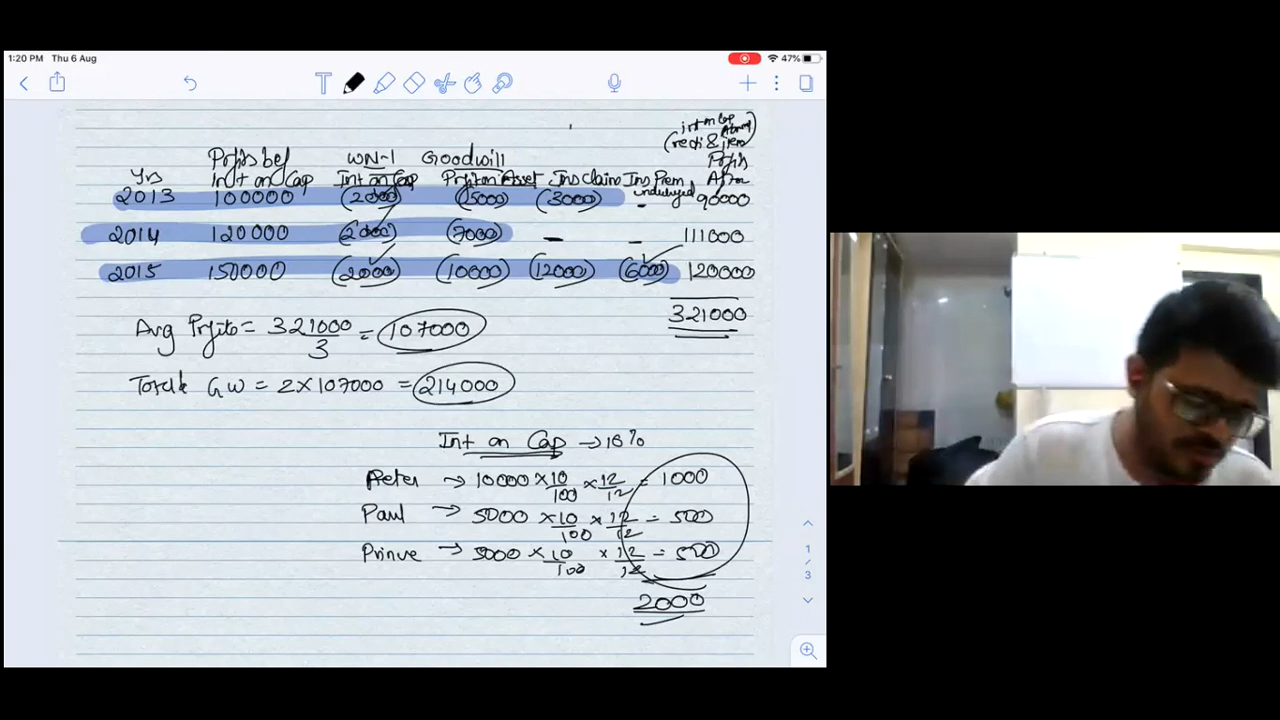 1:20 PM Thu 6 Aug
47%
T
int on cap
Profits bef WN-1 Goodwill
Yrs Int on Cap Int on Cap Profit on Asset Ins claim Ins Prem Profits After
2013 100000 (2000) (5000) (3000) - 90000
2014 120000 (2000) (7000) - - 111000
2015 150000 (2000) (10000) (12000) (6000) 120000
321000
Avg Profits = 321000 = 107000
3
Total GW = 2 × 107000 = 214000
Int on Cap → 10%
Peter → 10000 × 10/100 × 12/12 = 1000
Paul → 5000 × 10/100 × 12/12 = 500
Prinve → 5000 × 10/100 × 12/12 = 500
2000
1
3